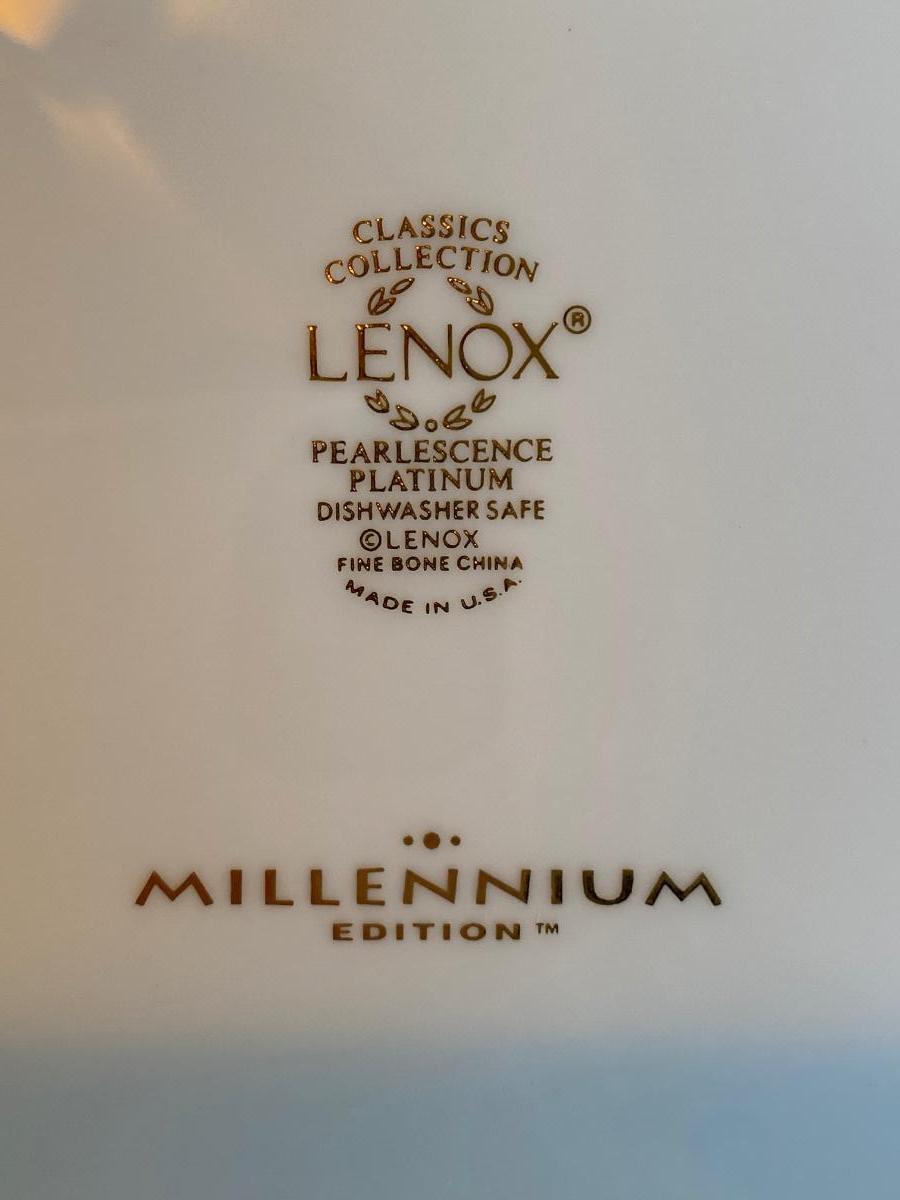 CLASSICS
COLLECTION
LENOX®
PEARLESCENCE
PLATINUM
DISHWASHER SAFE
©LENOX
FINE BONE CHINA
MADE IN U.S.A.
MILLENNIUM
EDITION™